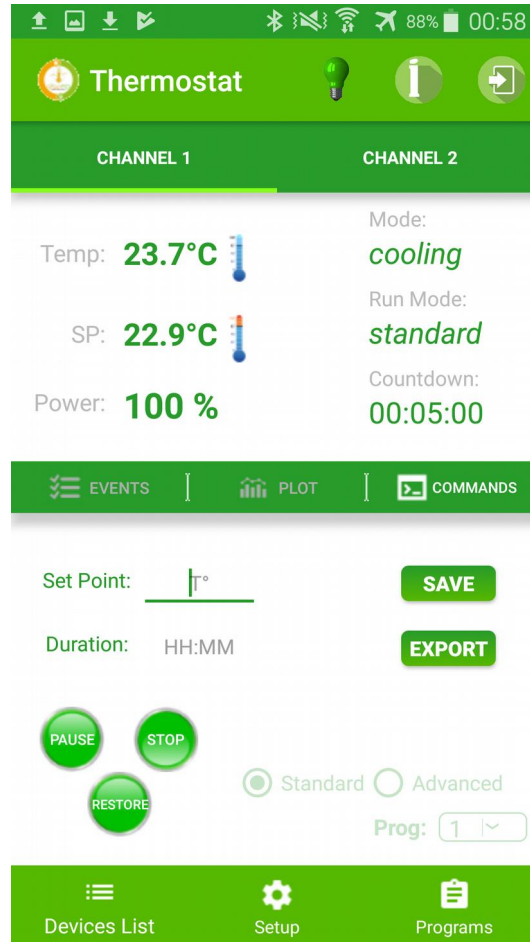 88% 00:58
Thermostat i
CHANNEL 1 CHANNEL 2
Mode:
Temp: 23.7°C cooling
Run Mode:
SP: 22.9°C standard
Countdown:
Power: 100 % 00:05:00
EVENTS PLOT COMMANDS
Set Point: T° SAVE
Duration: HH:MM EXPORT
PAUSE STOP
RESTORE
Standard Advanced
Prog: 1
Devices List Setup Programs